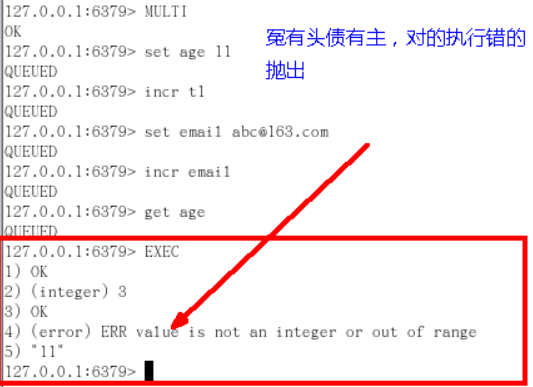 127.0.0.1:6379> MULTI
OK
冤有头债有主，对的执行错的
抛出
127.0.0.1:6379> set age 11
QUEUED
127.0.0.1:6379> incr t1
QUEUED
127.0.0.1:6379> set email abc@163.com
QUEUED
127.0.0.1:6379> incr email
QUEUED
127.0.0.1:6379> get age
QUEUED
127.0.0.1:6379> EXEC
1) OK
2) (integer) 3
3) OK
4) (error) ERR value is not an integer or out of range
5) "11"
127.0.0.1:6379>